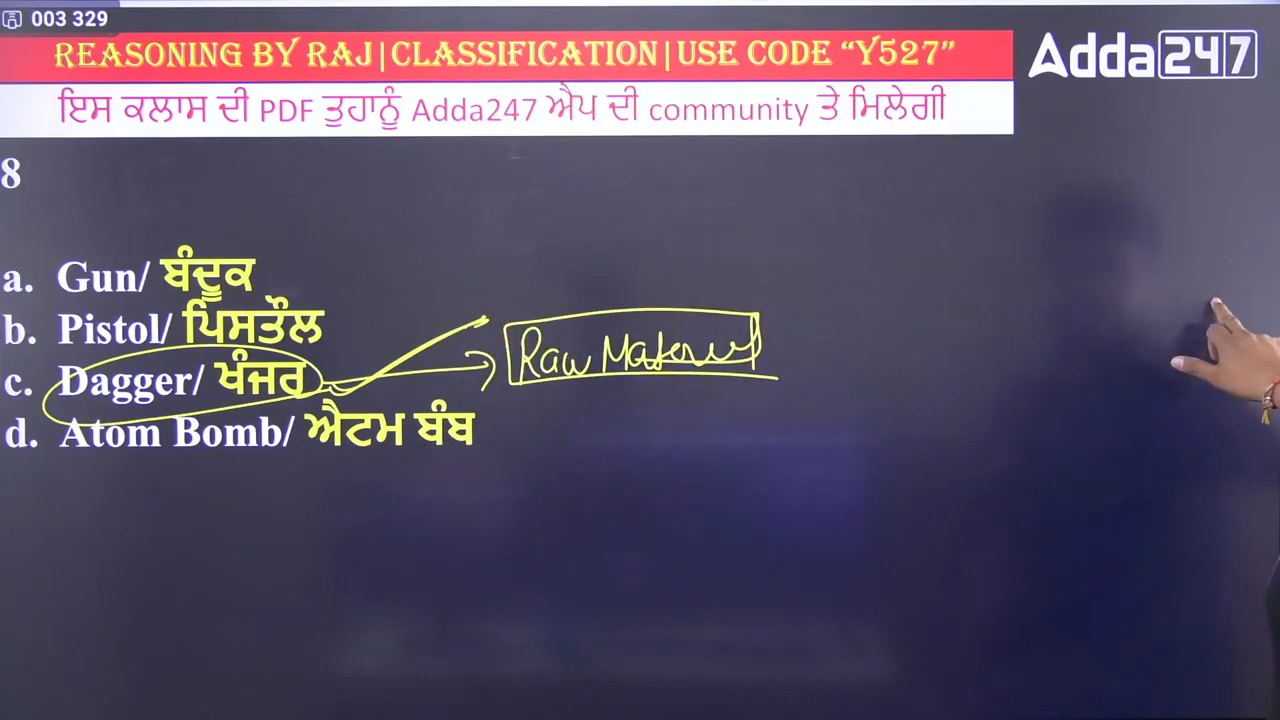 003 329
REASONING BY RAJ|CLASSIFICATION|USE CODE “Y527”
Adda247
ਇਸ ਕਲਾਸ ਦੀ PDF ਤੁਹਾਨੂੰ Adda247 ਐਪ ਦੀ community ਤੇ ਮਿਲੇਗੀ
8
a. Gun/ ਬੰਦੂਕ
b. Pistol/ ਪਿਸਤੌਲ
c. Dagger/ ਖੰਜਰ
Raw Material
d. Atom Bomb/ ਐਟਮ ਬੰਬ